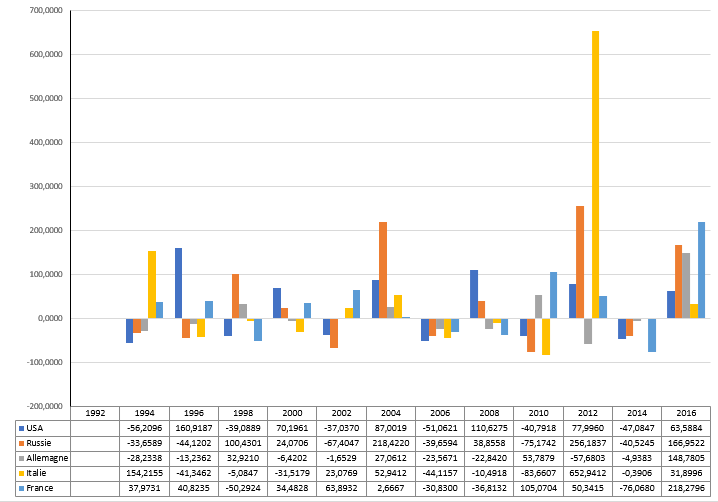 700,0000
600,0000
500,0000
400,0000
300,0000
200,0000
100,0000
0,0000
-100,0000
-200,0000
1992 1994 1996 1998 2000 2002 2004 2006 2008 2010 2012 2014 2016
USA -56,2096 160,9187 -39,0889 70,1961 -37,0370 87,0019 -51,0621 110,6275 -40,7918 77,9960 -47,0847 63,5884
Russie -33,6589 -44,1202 100,4301 24,0706 -67,4047 218,4220 -39,6594 38,8558 -75,1742 256,1837 -40,5245 166,9522
Allemagne -28,2338 -13,2362 32,9210 -6,4202 -1,6529 27,0612 -23,5671 -22,8420 53,7879 -57,6803 -4,9383 148,7805
Italie 154,2155 -41,3462 -5,0847 -31,5179 23,0769 52,9412 -44,1157 -10,4918 -83,6607 652,9412 -0,3906 31,8996
France 37,9731 40,8235 -50,2924 34,4828 63,8932 2,6667 -30,8300 -36,8132 105,0704 50,3415 -76,0680 218,2796